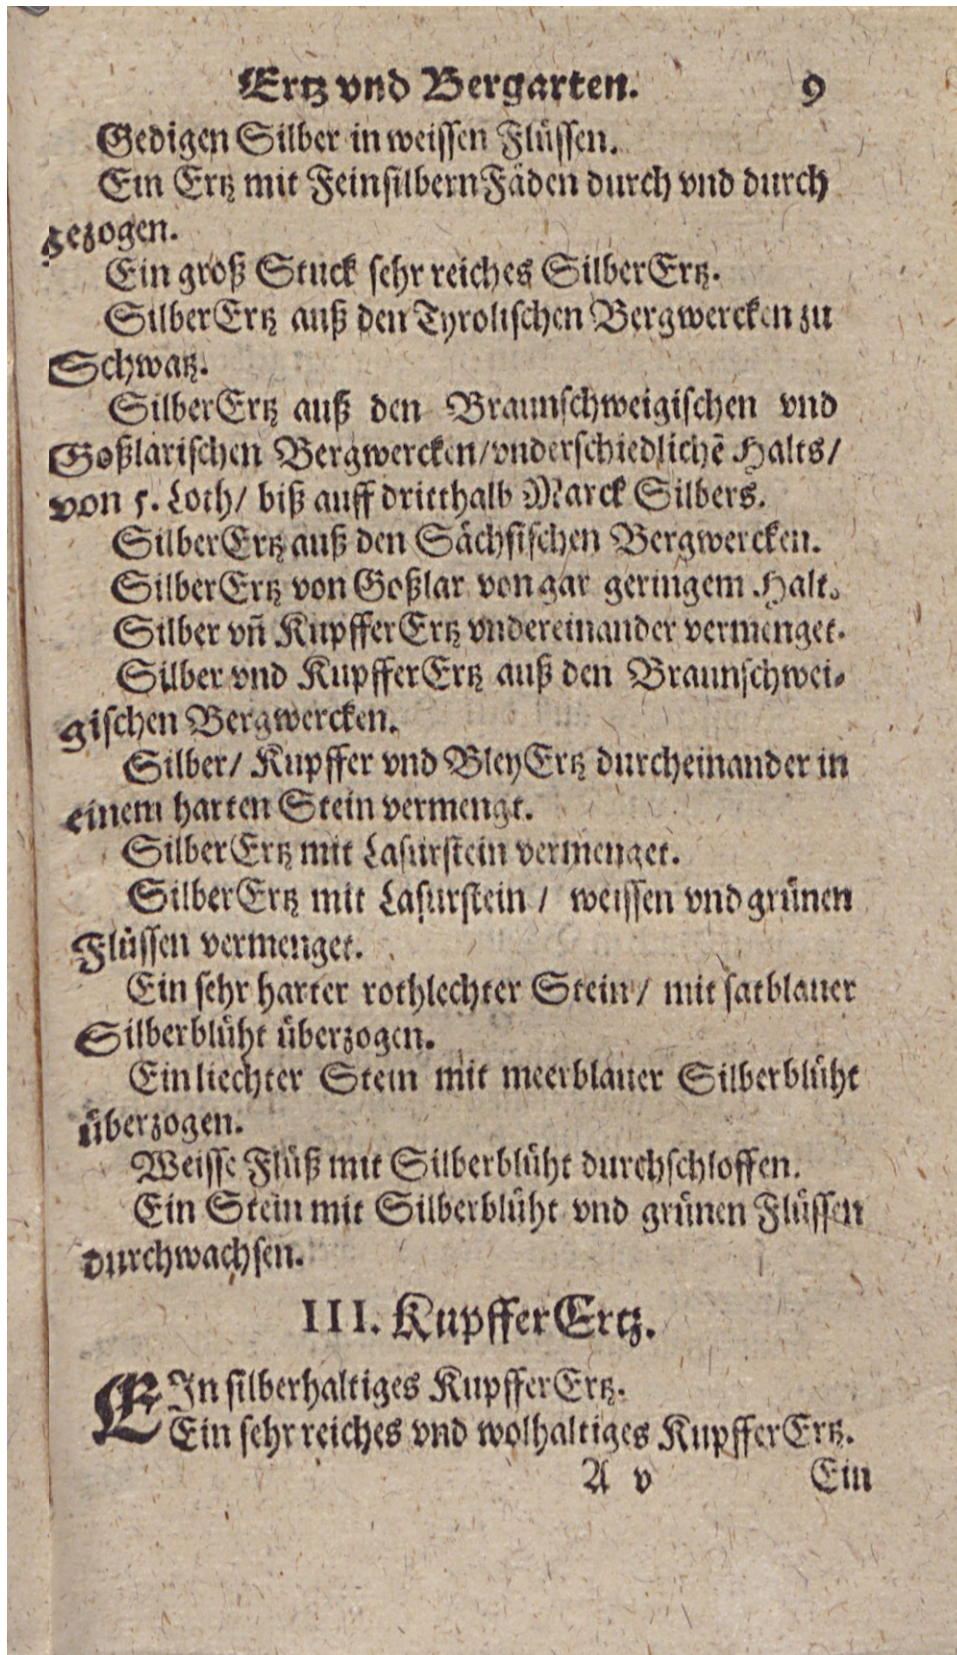 Ertz vnd Bergarten. 9
Gedigen Silber in weissen Flüssen.
Ein Ertz mit Feinsilbern Fäden durch vnd durch
gezogen.
Ein groß Stuck sehr reiches SilberErtz.
SilberErtz auß den Tyrolischen Bergwercken zu
Schwatz.
SilberErtz auß den Braunschweigischen vnd
Goßlarischen Bergwercken/ vnderschiedlichē Halts/
von 5. Loth/ biß auff dritthalb Marck Silbers.
SilberErtz auß den Sächsischen Bergwercken.
SilberErtz von Goßlar von gar geringem Halt.
Silber vn̄ KupfferErtz vndereinander vermenget.
Silber vnd KupfferErtz auß den Braunschwei-
gischen Bergwercken.
Silber/ Kupffer vnd BleyErtz durcheinander in
einem harten Stein vermengt.
SilberErtz mit Lasurstein vermenget.
SilberErtz mit Lasurstein / weissen vnd grünen
Flüssen vermenget.
Ein sehr harter rothlechter Stein/ mit satblauer
Silberblüht überzogen.
Ein liechter Stein mit meerblauer Silberblüht
überzogen.
Weisse Flüß mit Silberblüht durchschloffen.
Ein Stein mit Silberblüht vnd grünen Flüssen
durchwachsen.
III. KupfferErtz.
EIn silberhaltiges KupfferErtz.
Ein sehr reiches vnd wolhaltiges KupfferErtz.
A v Ein